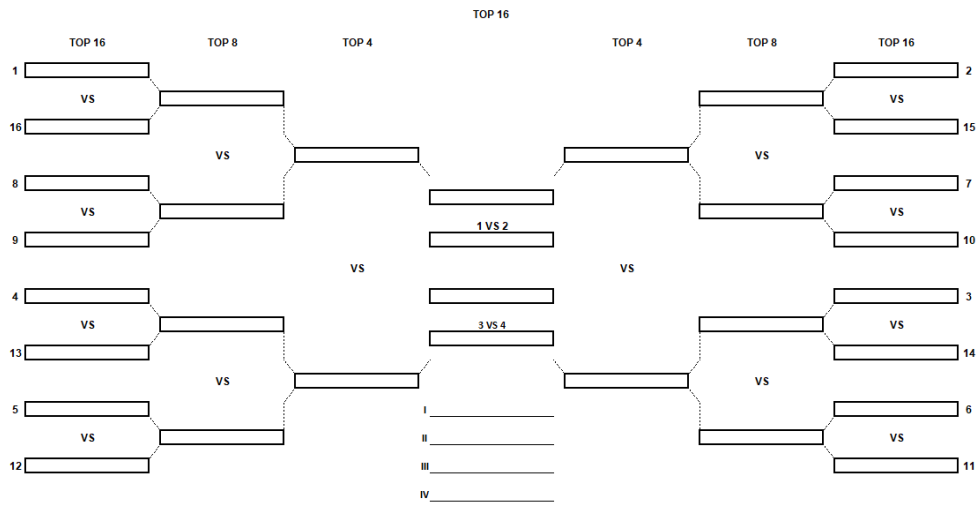 TOP 16
TOP 16 TOP 8 TOP 4 TOP 4 TOP 8 TOP 16
1 2
VS VS
16 15
VS VS
8 7
VS 1 VS 2 VS
9 10
VS VS
4 3
VS 3 VS 4 VS
13 14
VS VS
5 6
I
VS VS
II
12 11
III
IV